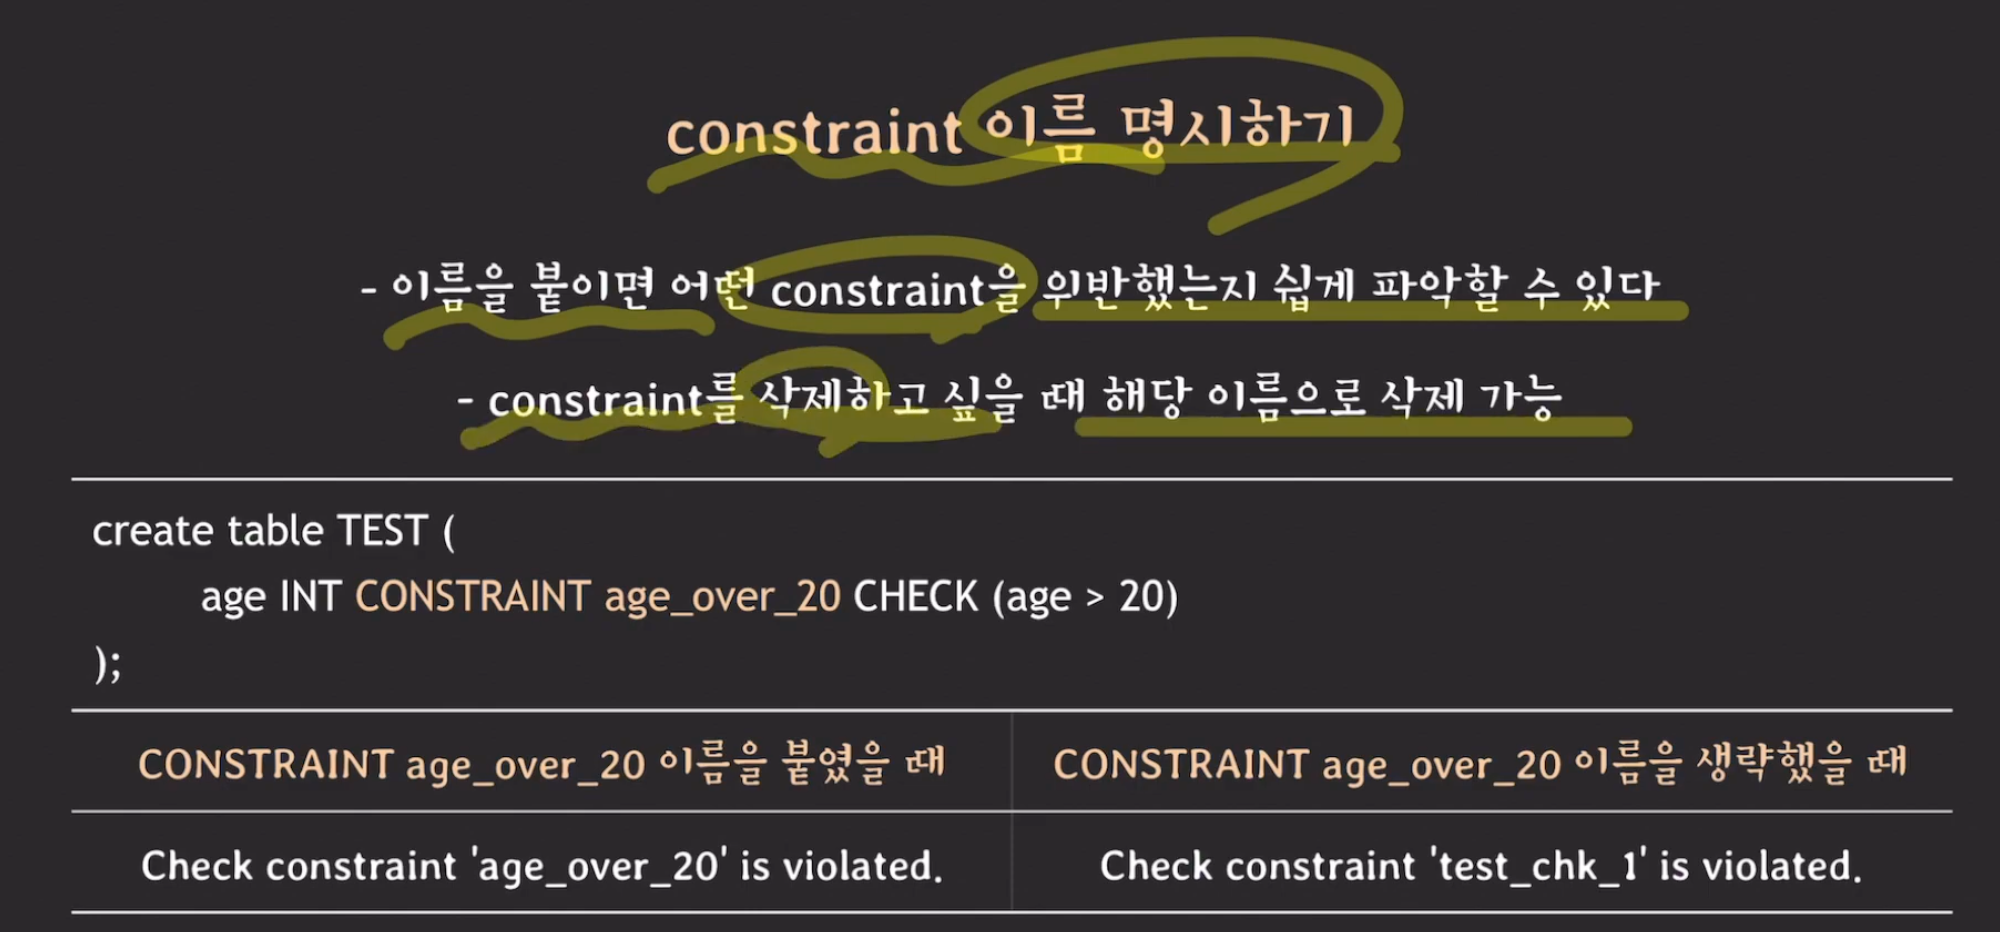 constraint 이름 명시하기
- 이름을 붙이면 어떤 constraint을 위반했는지 쉽게 파악할 수 있다
- constraint를 삭제하고 싶을 때 해당 이름으로 삭제 가능
create table TEST (
age INT CONSTRAINT age_over_20 CHECK (age > 20)
);
CONSTRAINT age_over_20 이름을 붙였을 때
CONSTRAINT age_over_20 이름을 생략했을 때
Check constraint 'age_over_20' is violated.
Check constraint 'test_chk_1' is violated.